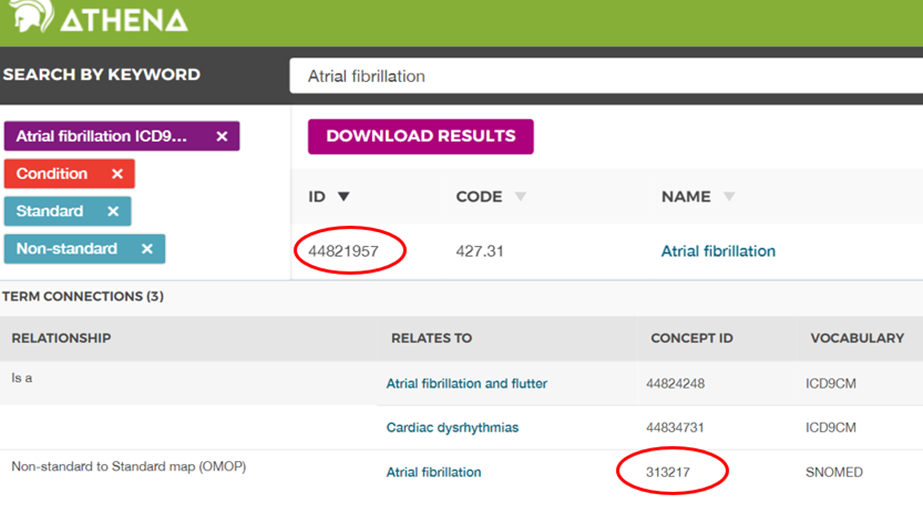 ATHENA
SEARCH BY KEYWORD
Atrial fibrillation
Atrial fibrillation ICD9... ×
Condition ×
Standard ×
Non-standard ×
DOWNLOAD RESULTS
ID ▼ CODE ▼ NAME ▼
44821957 427.31 Atrial fibrillation
TERM CONNECTIONS (3)
RELATIONSHIP RELATES TO CONCEPT ID VOCABULARY
Is a Atrial fibrillation and flutter 44824248 ICD9CM
Cardiac dysrhythmias 44834731 ICD9CM
Non-standard to Standard map (OMOP) Atrial fibrillation 313217 SNOMED